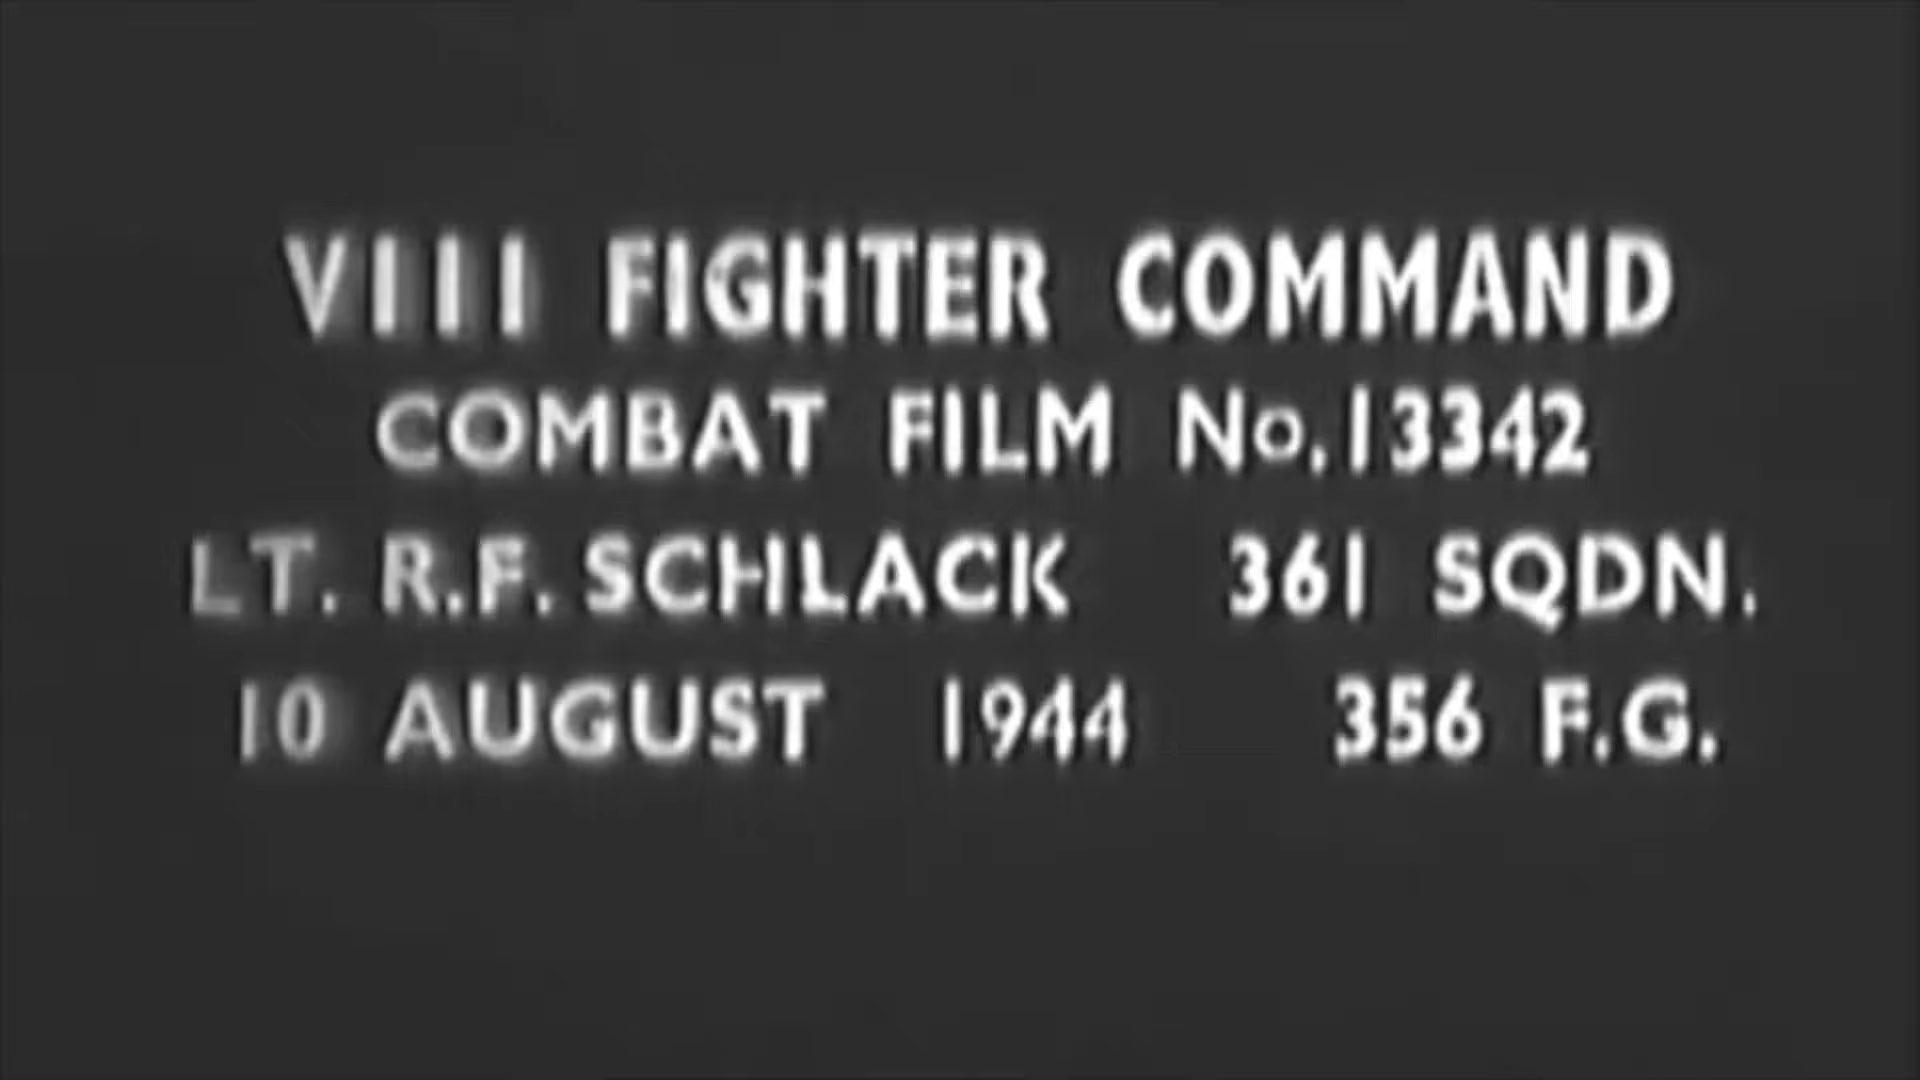 VIII FIGHTER COMMAND
COMBAT FILM No.13342
LT. R.F. SCHLACK 361 SQDN.
10 AUGUST 1944 356 F.G.